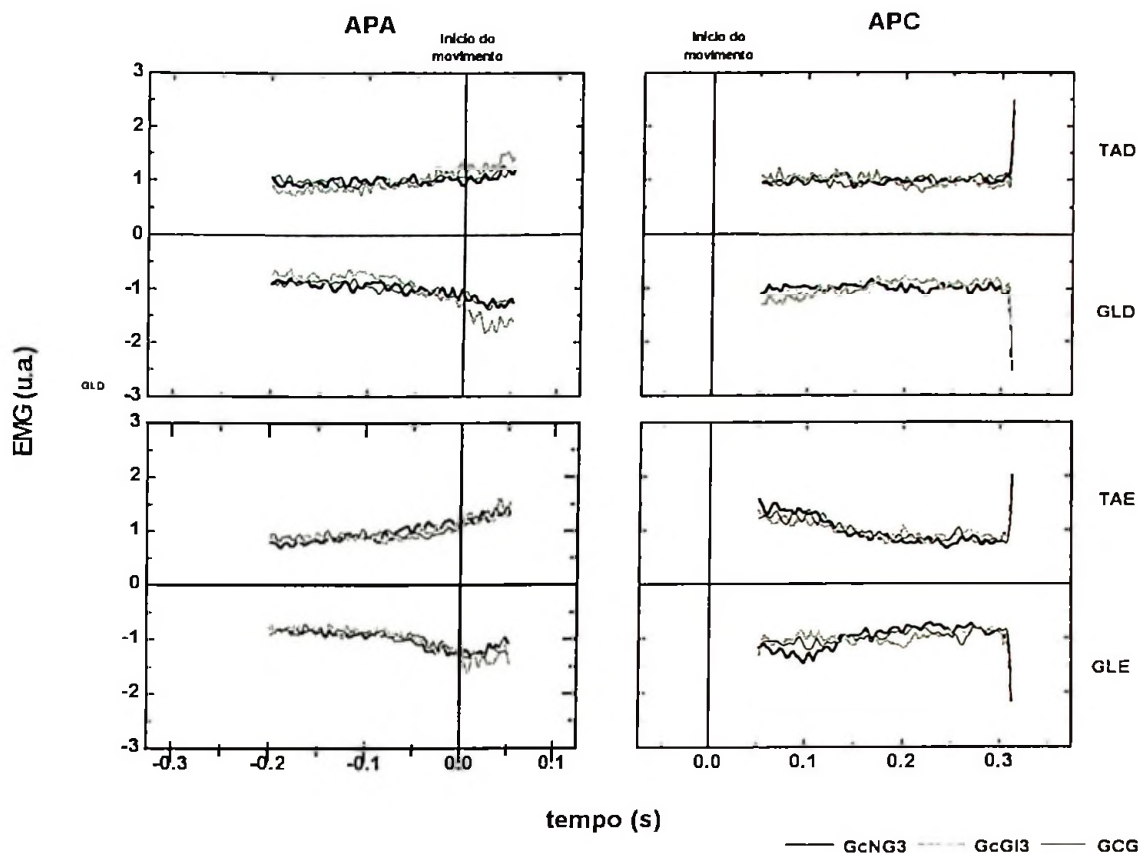 APA
APC
Início do
movimento
Início do
movimento
3
2
1
0
-1
-2
-3
TAD
GLD
EMG (u.a.)
GLD
3
2
1
0
-1
-2
-3
TAE
GLE
-0.3
-0.2
-0.1
0.0
0.1
0.0
0.1
0.2
0.3
tempo (s)
GcNG3
GcGI3
GCG